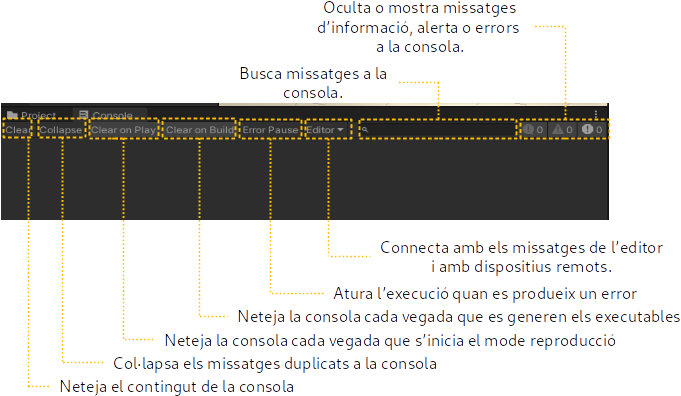 Oculta o mostra missatges
d'informació, alerta o errors
a la consola.
Busca missatges a la
consola.
Project Console
Clear Collapse Clear on Play Clear on Build Error Pause Editor 0 0 0
Connecta amb els missatges de l'editor
i amb dispositius remots.
Atura l'execució quan es produeix un error
Neteja la consola cada vegada que es generen els executables
Neteja la consola cada vegada que s'inicia el mode reproducció
Col·lapsa els missatges duplicats a la consola
Neteja el contingut de la consola